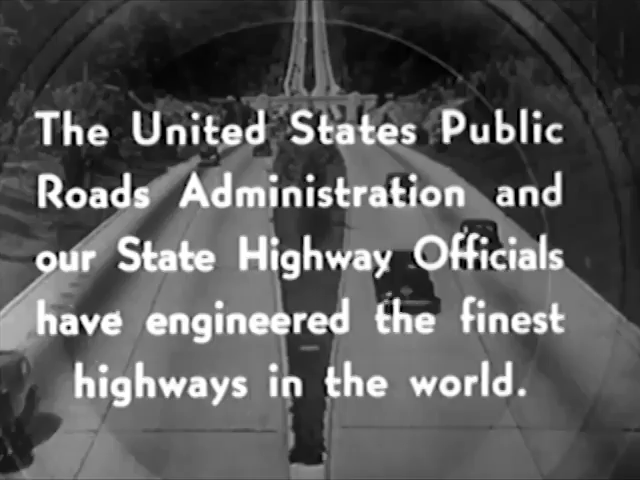 The United States Public
Roads Administration and
our State Highway Officials
have engineered the finest
highways in the world.